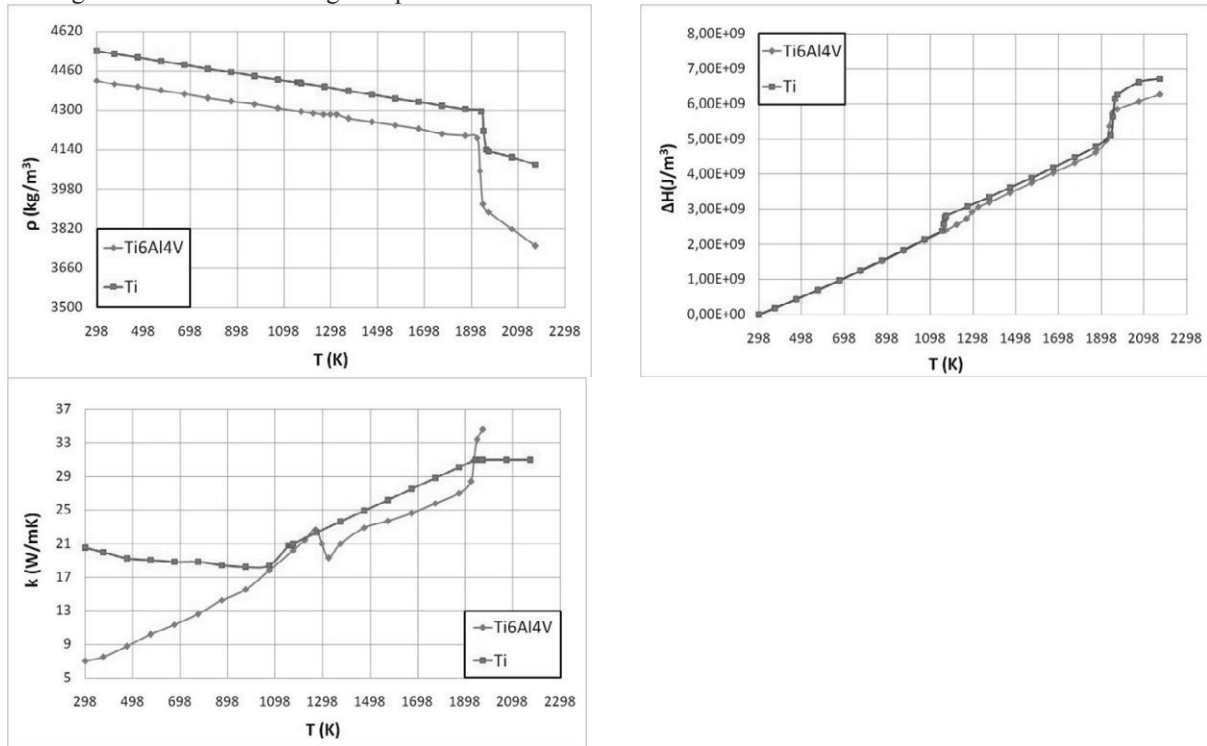 4620
4460
4300
4140
3980
3820
3660
3500
ρ (kg/m³)
Ti6Al4V
Ti
298 498 698 898 1098 1298 1498 1698 1898 2098 2298
T (K)
8,00E+09
7,00E+09
6,00E+09
5,00E+09
4,00E+09
3,00E+09
2,00E+09
1,00E+09
0,00E+00
ΔH(J/m³)
Ti6Al4V
Ti
298 498 698 898 1098 1298 1498 1698 1898 2098 2298
T (K)
37
33
29
25
21
17
13
9
5
k (W/mK)
Ti6Al4V
Ti
298 498 698 898 1098 1298 1498 1698 1898 2098 2298
T (K)